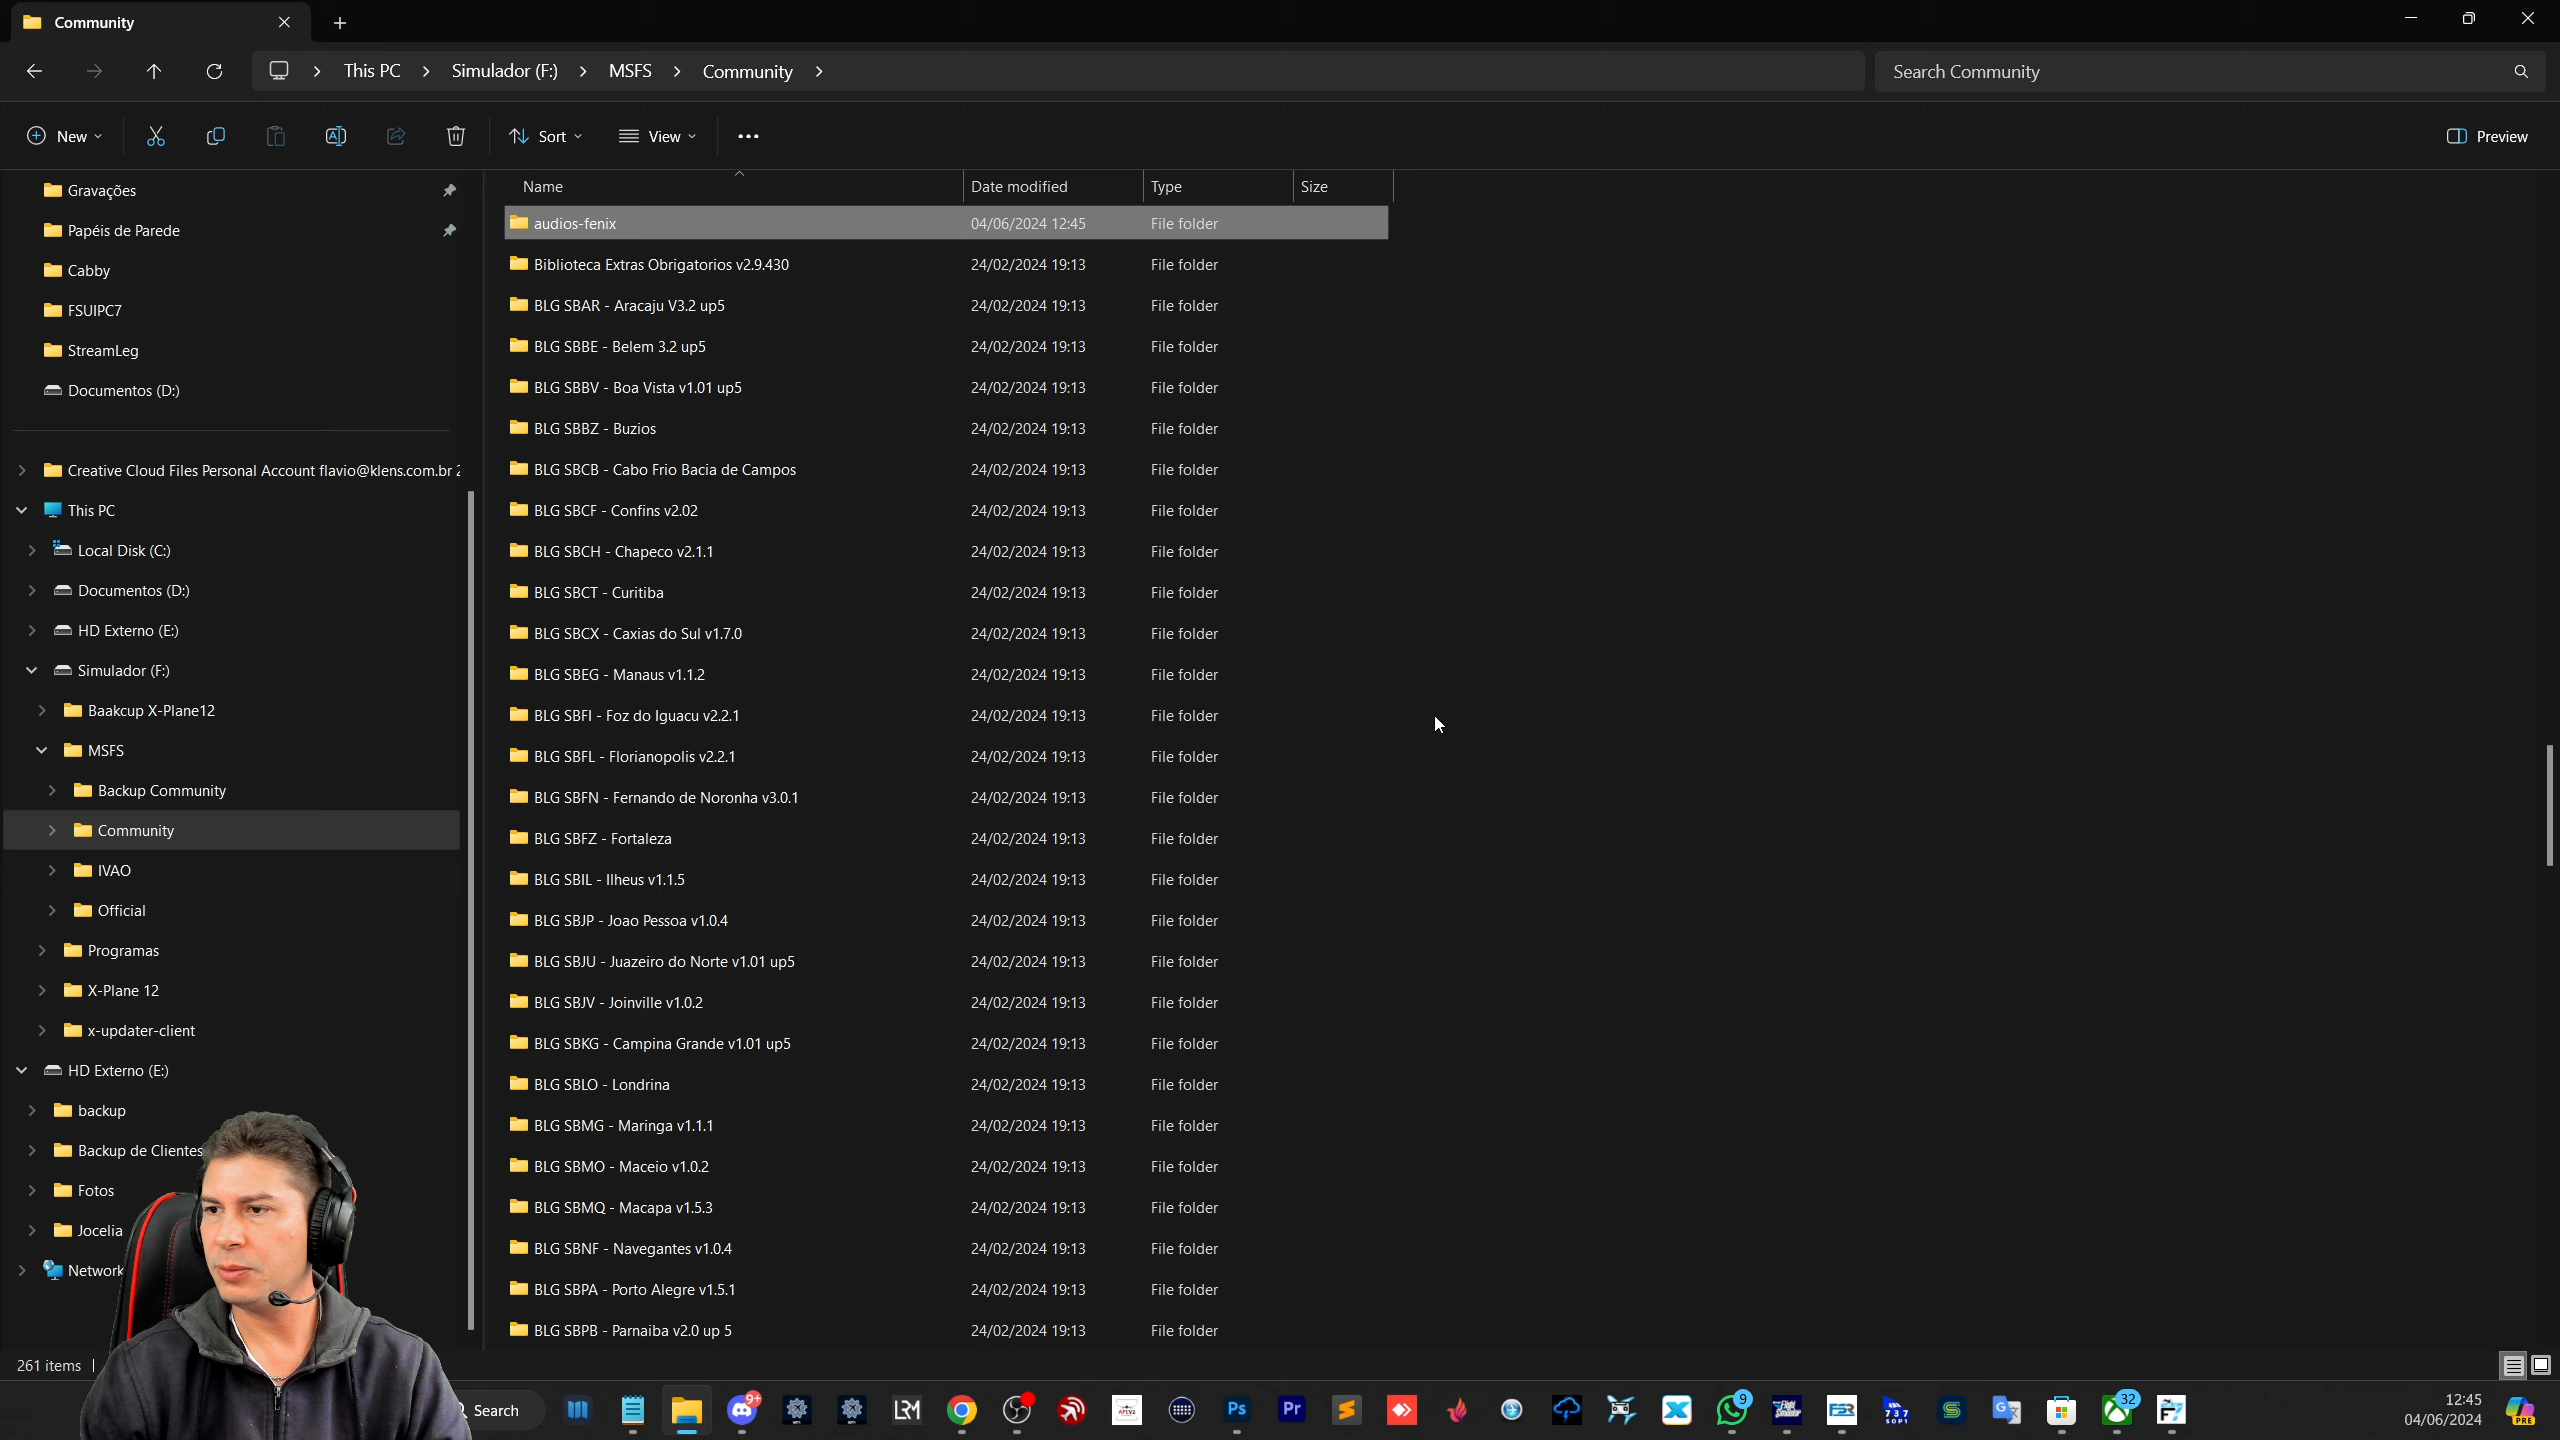 Community
This PC
Simulador (F:)
MSFS
Community
Search Community
New
Sort
View
Preview
Gravações
Papéis de Parede
Cabby
FSUIPC7
StreamLeg
Documentos (D:)
Creative Cloud Files Personal Account flavio@klens.com.br 2
This PC
Local Disk (C:)
Documentos (D:)
HD Externo (E:)
Simulador (F:)
Baakcup X-Plane12
MSFS
Backup Community
Community
IVAO
Official
Programas
X-Plane 12
x-updater-client
HD Externo (E:)
backup
Backup de Clientes
Fotos
Jocelia
Network
Name Date modified Type Size
audios-fenix 04/06/2024 12:45 File folder
Biblioteca Extras Obrigatorios v2.9.430 24/02/2024 19:13 File folder
BLG SBAR - Aracaju V3.2 up5 24/02/2024 19:13 File folder
BLG SBBE - Belem 3.2 up5 24/02/2024 19:13 File folder
BLG SBBV - Boa Vista v1.01 up5 24/02/2024 19:13 File folder
BLG SBBZ - Buzios 24/02/2024 19:13 File folder
BLG SBCB - Cabo Frio Bacia de Campos 24/02/2024 19:13 File folder
BLG SBCF - Confins v2.02 24/02/2024 19:13 File folder
BLG SBCH - Chapeco v2.1.1 24/02/2024 19:13 File folder
BLG SBCT - Curitiba 24/02/2024 19:13 File folder
BLG SBCX - Caxias do Sul v1.7.0 24/02/2024 19:13 File folder
BLG SBEG - Manaus v1.1.2 24/02/2024 19:13 File folder
BLG SBFI - Foz do Iguacu v2.2.1 24/02/2024 19:13 File folder
BLG SBFL - Florianopolis v2.2.1 24/02/2024 19:13 File folder
BLG SBFN - Fernando de Noronha v3.0.1 24/02/2024 19:13 File folder
BLG SBFZ - Fortaleza 24/02/2024 19:13 File folder
BLG SBIL - Ilheus v1.1.5 24/02/2024 19:13 File folder
BLG SBJP - Joao Pessoa v1.0.4 24/02/2024 19:13 File folder
BLG SBJU - Juazeiro do Norte v1.01 up5 24/02/2024 19:13 File folder
BLG SBJV - Joinville v1.0.2 24/02/2024 19:13 File folder
BLG SBKG - Campina Grande v1.01 up5 24/02/2024 19:13 File folder
BLG SBLO - Londrina 24/02/2024 19:13 File folder
BLG SBMG - Maringa v1.1.1 24/02/2024 19:13 File folder
BLG SBMO - Maceio v1.0.2 24/02/2024 19:13 File folder
BLG SBMQ - Macapa v1.5.3 24/02/2024 19:13 File folder
BLG SBNF - Navegantes v1.0.4 24/02/2024 19:13 File folder
BLG SBPA - Porto Alegre v1.5.1 24/02/2024 19:13 File folder
BLG SBPB - Parnaiba v2.0 up 5 24/02/2024 19:13 File folder
261 items
Search
9+
LRM
Ps
Pr
9
FSR
737
32
12:45
04/06/2024
PRE